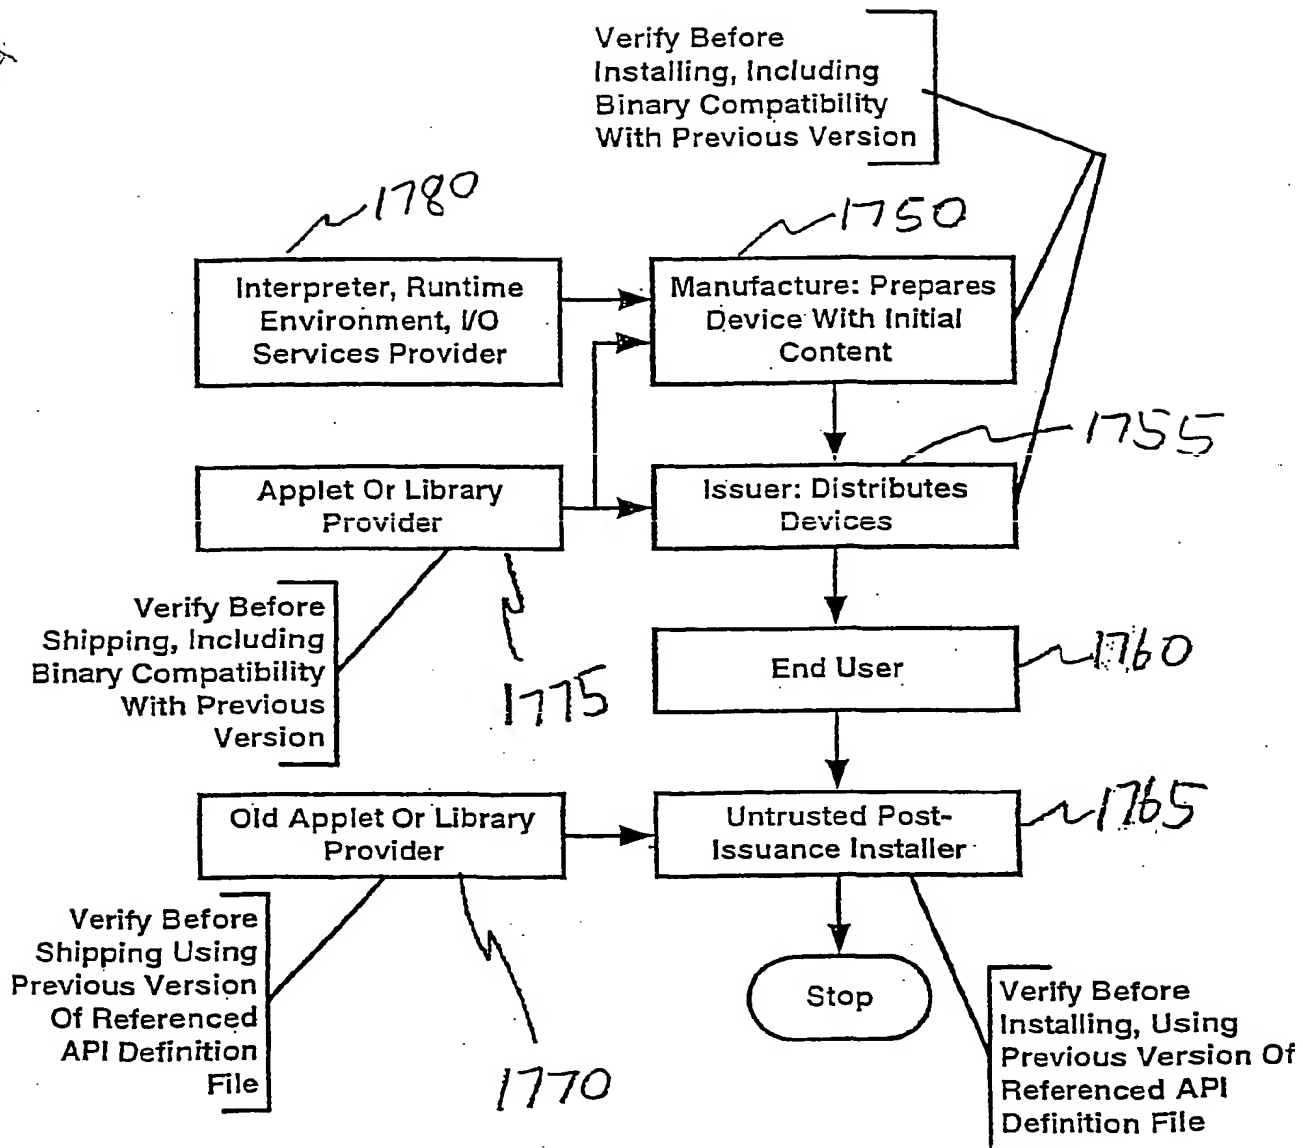 Verify Before
Installing, Including
Binary Compatibility
With Previous Version
1780
1750
Interpreter, Runtime
Environment, I/O
Services Provider
Manufacture: Prepares
Device With Initial
Content
1755
Applet Or Library
Provider
Issuer: Distributes
Devices
Verify Before
Shipping, Including
Binary Compatibility
With Previous
Version
1775
End User
1760
Old Applet Or Library
Provider
Untrusted Post-
Issuance Installer
1765
Verify Before
Shipping Using
Previous Version
Of Referenced
API Definition
File
1770
Stop
Verify Before
Installing, Using
Previous Version Of
Referenced API
Definition File